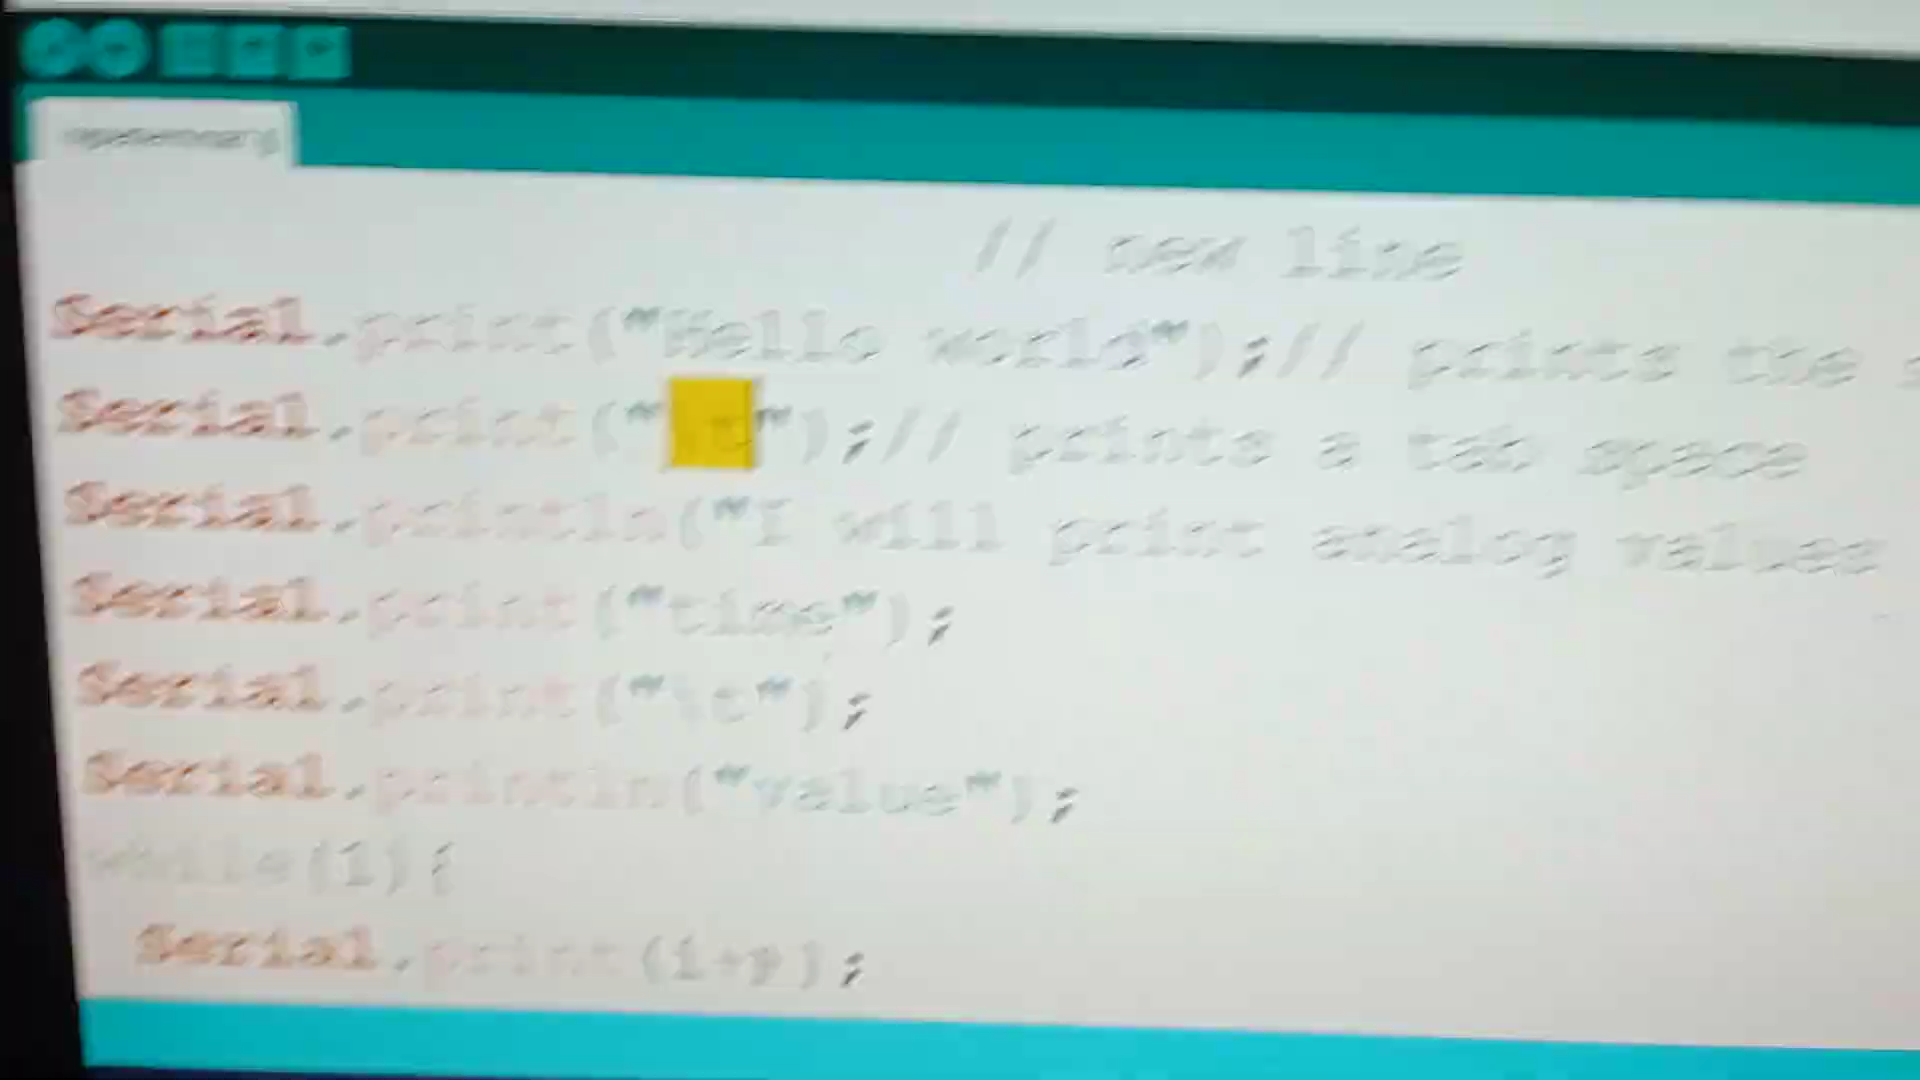 // new line
Serial.print("Hello world");// prints the
Serial.print("\t");// prints a tab space
Serial.println("I will print analog values
Serial.print("time");
Serial.print("\t");
Serial.println("value");
while(1){
Serial.print(i+p);